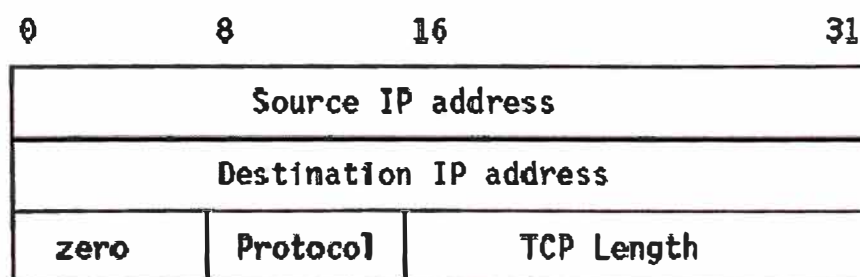 0 8 16 31
Source IP address
Destination IP address
zero Protocol TCP Length